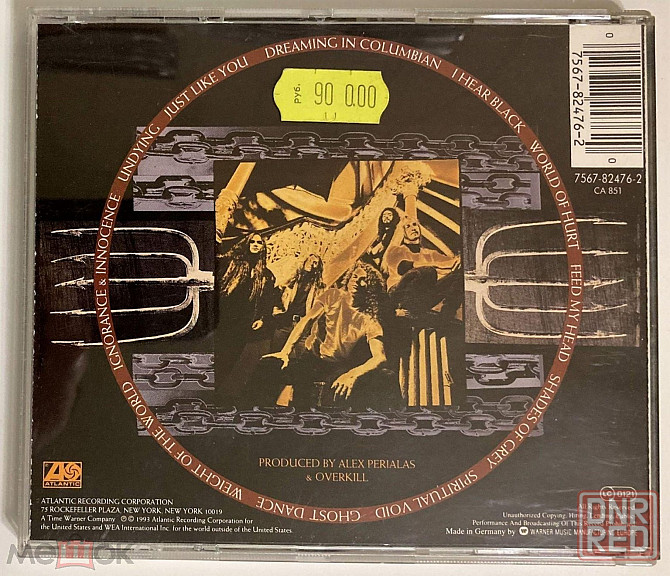 DREAMING IN COLUMBIAN
I HEAR BLACK
WORLD OF HURT
FEED MY HEAD
SHADES OF GREY
SPIRITUAL VOID
GHOST DANCE
WEIGHT OF THE WORLD
IGNORANCE & INNOCENCE
UNDYING
JUST LIKE YOU
руб. 90 0.00
0
7567-82476-2
0
7567-82476-2
CA 851
PRODUCED BY ALEX PERIALAS
& OVERKILL
ATLANTIC
ATLANTIC RECORDING CORPORATION
75 ROCKEFELLER PLAZA, NEW YORK, NEW YORK 10019
A Time Warner Company ℗ © 1993 Atlantic Recording Corporation for
the United States and WEA International Inc. for the world outside of the United States.
LC 0121
Unauthorized Copying,
Performance And Broadcasting Of This
Made in Germany by WARNER MUSIC
DNR
RED
МЕШОК